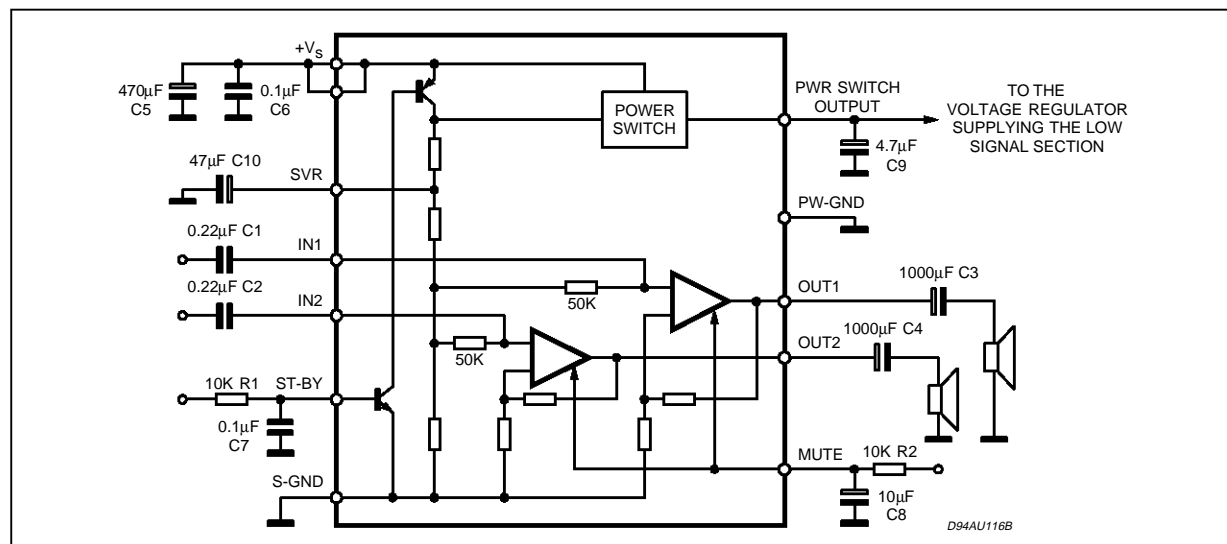 +VS
470µF
C5
0.1µF
C6
POWER
SWITCH
PWR SWITCH
OUTPUT
TO THE
VOLTAGE REGULATOR
SUPPLYING THE LOW
SIGNAL SECTION
4.7µF
C9
47µF C10
SVR
PW-GND
0.22µF C1
IN1
0.22µF C2
IN2
50K
50K
1000µF C3
OUT1
1000µF C4
OUT2
10K R1
ST-BY
0.1µF
C7
MUTE
10K R2
S-GND
10µF
C8
D94AU116B